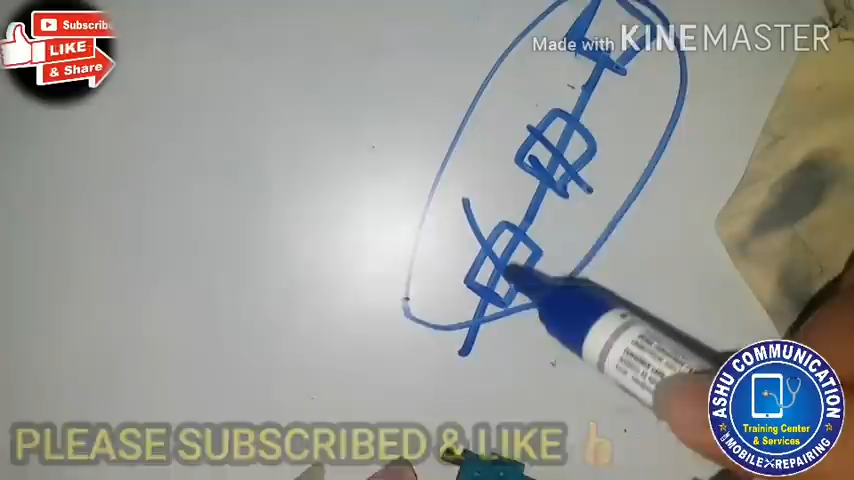 Subscribe
LIKE
& Share
Made with KINEMASTER
PLEASE SUBSCRIBED & LIKE
ASHU COMMUNICATION
Training Center
& Services
MOBILE REPAIRING